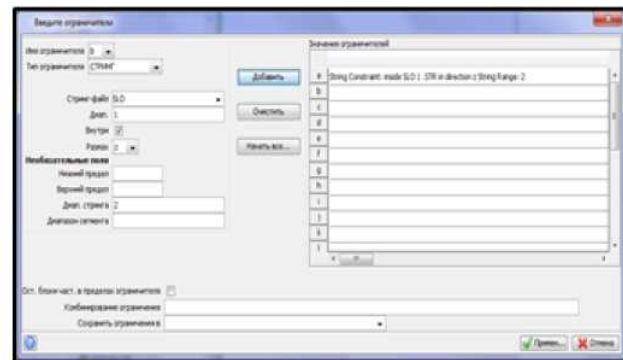 Введите ограничители
Имя ограничителя b
Тип ограничителя СТРИНГ
Стринг-файл SLO
Диап. 1
Внутри
Размах z
Необязательные поля
Нижний предел
Верхний предел
Диап. стринга 2
Диапазон сегмента
Добавить
Очистить
Начать все...
Значения ограничителей
a String Constraint: inside SLO 1 .STR in direction z String Range: 2
b
c
d
e
f
g
h
i
j
k
l
Ост. блоки част. в пределах ограничителя
Комбинирование ограничения
Сохранить ограничения в
Примен...
Отмена